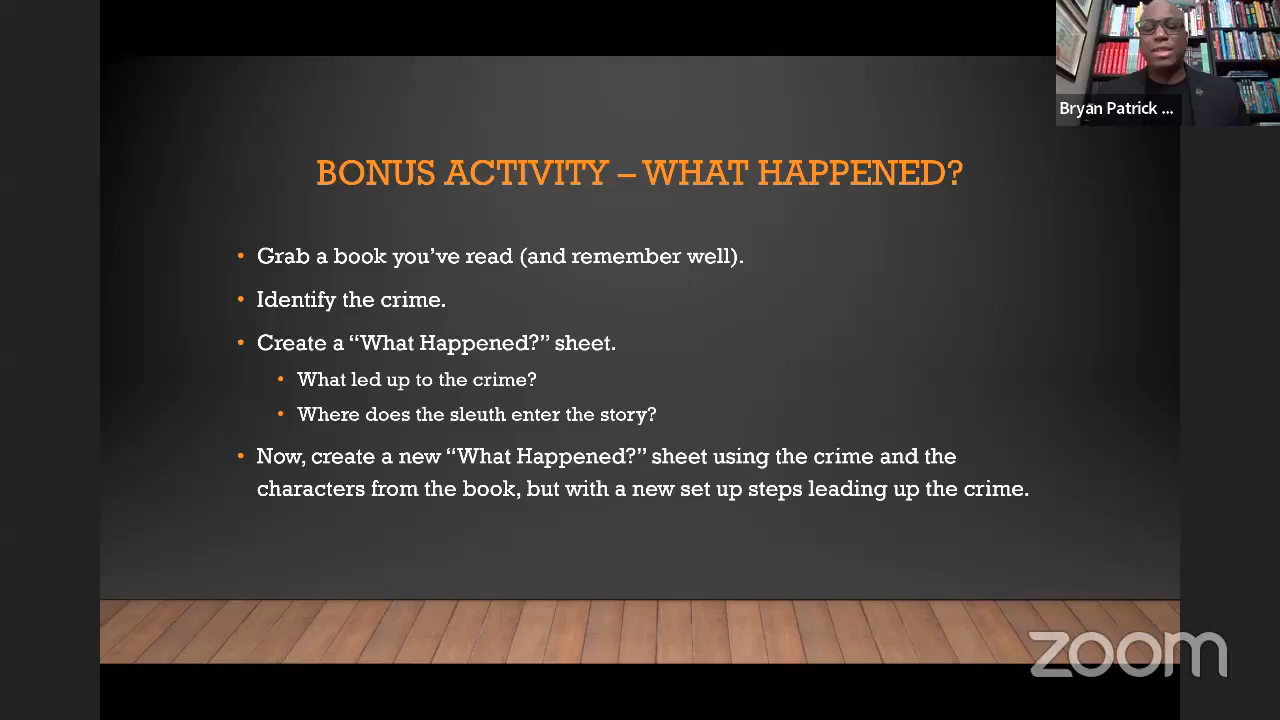 Bryan Patrick ...
BONUS ACTIVITY – WHAT HAPPENED?
• Grab a book you’ve read (and remember well).
• Identify the crime.
• Create a “What Happened?” sheet.
• What led up to the crime?
• Where does the sleuth enter the story?
• Now, create a new “What Happened?” sheet using the crime and the
characters from the book, but with a new set up steps leading up the crime.
zoom